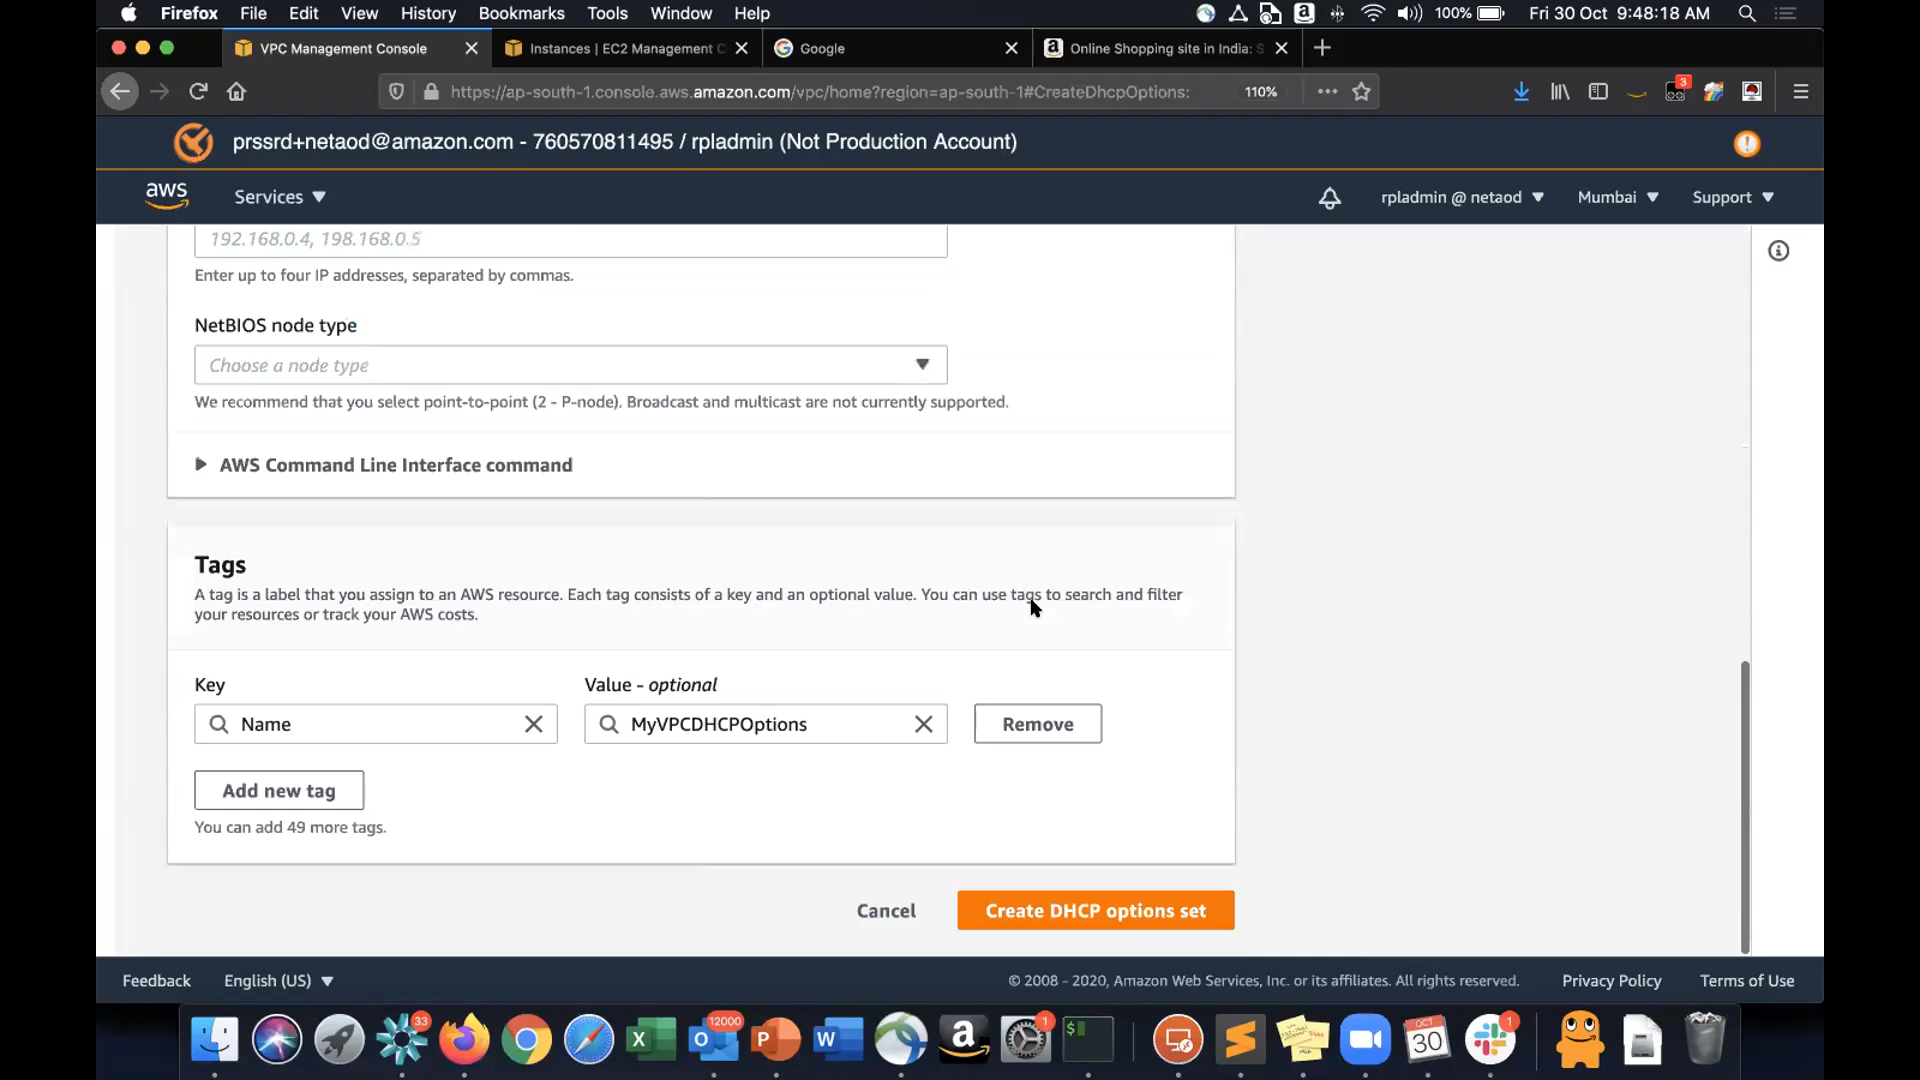 Firefox File Edit View History Bookmarks Tools Window Help 100% Fri 30 Oct 9:48:18 AM
VPC Management Console Instances | EC2 Management C Google Online Shopping site in India: S
https://ap-south-1.console.aws.amazon.com/vpc/home?region=ap-south-1#CreateDhcpOptions: 110% 3
prssrd+netaod@amazon.com - 760570811495 / rpladmin (Not Production Account)
aws Services rpladmin @ netaod Mumbai Support
192.168.0.4, 198.168.0.5
Enter up to four IP addresses, separated by commas.
NetBIOS node type
Choose a node type
We recommend that you select point-to-point (2 - P-node). Broadcast and multicast are not currently supported.
AWS Command Line Interface command
Tags
A tag is a label that you assign to an AWS resource. Each tag consists of a key and an optional value. You can use tags to search and filter
your resources or track your AWS costs.
Key Value - optional
Name MyVPCDHCPOptions Remove
Add new tag
You can add 49 more tags.
Cancel Create DHCP options set
Feedback English (US) © 2008 - 2020, Amazon Web Services, Inc. or its affiliates. All rights reserved. Privacy Policy Terms of Use
33 12000 1 OCT 30 1